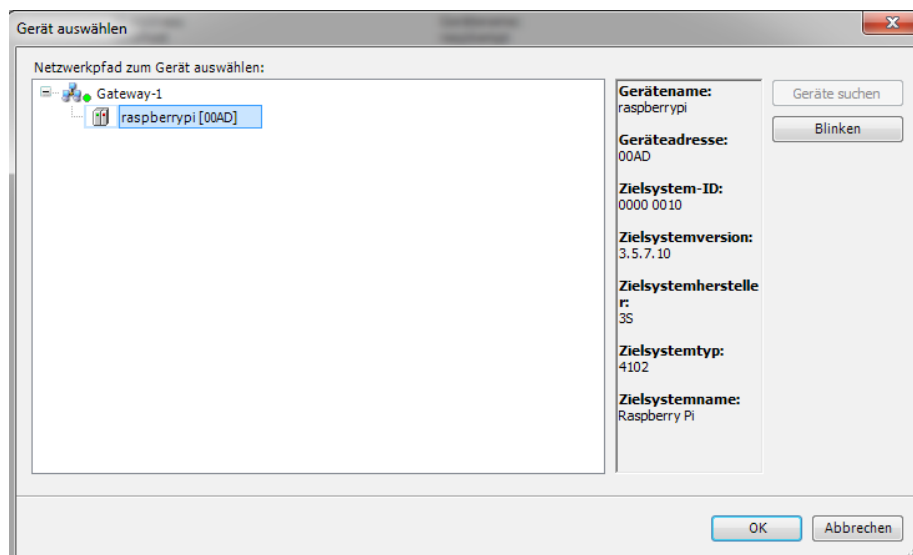 Gerät auswählen
Netzwerkpfad zum Gerät auswählen:
Gateway-1
raspberrypi [00AD]
Gerätename:
raspberrypi
Geräteadresse:
00AD
Zielsystem-ID:
0000 0010
Zielsystemversion:
3.5.7.10
Zielsystemherstelle
r:
3S
Zielsystemtyp:
4102
Zielsystemname:
Raspberry Pi
Geräte suchen
Blinken
OK
Abbrechen